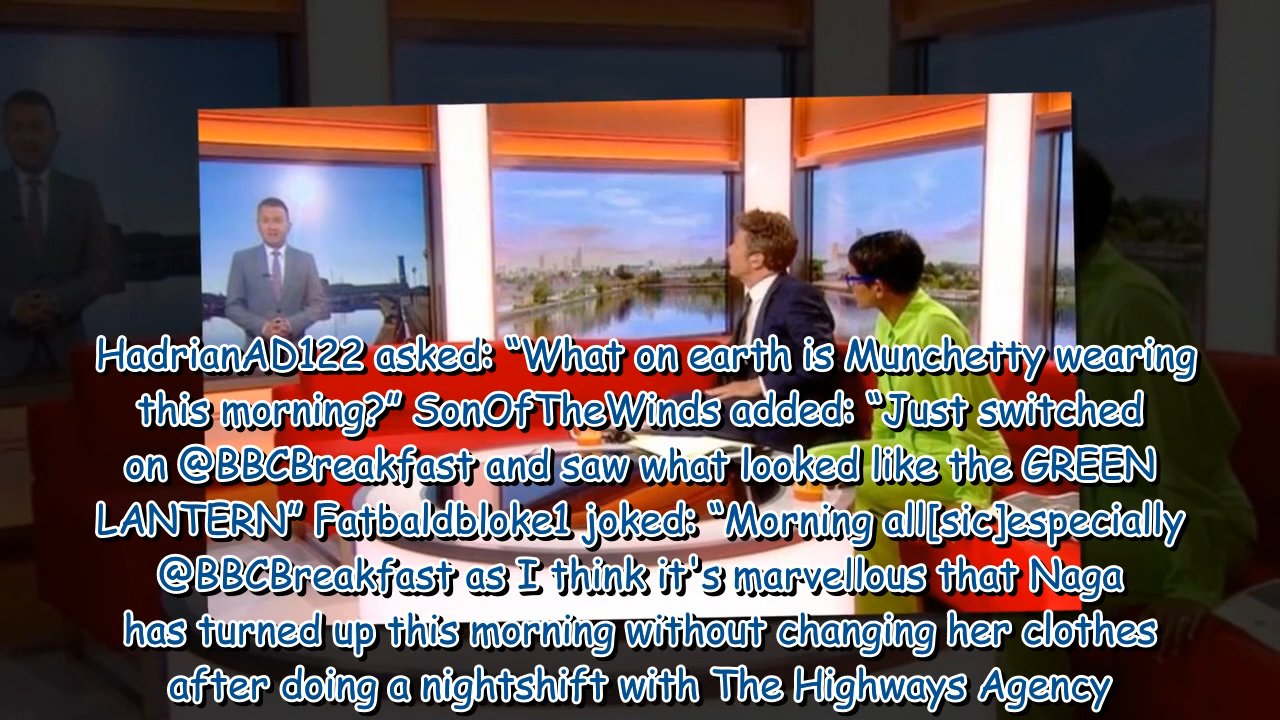 HadrianAD122 asked: “What on earth is Munchetty wearing
this morning?” SonOfTheWinds added: “Just switched
on @BBCBreakfast and saw what looked like the GREEN
LANTERN” Fatbaldbloke1 joked: “Morning all[sic]especially
@BBCBreakfast as I think it's marvellous that Naga
has turned up this morning without changing her clothes
after doing a nightshift with The Highways Agency